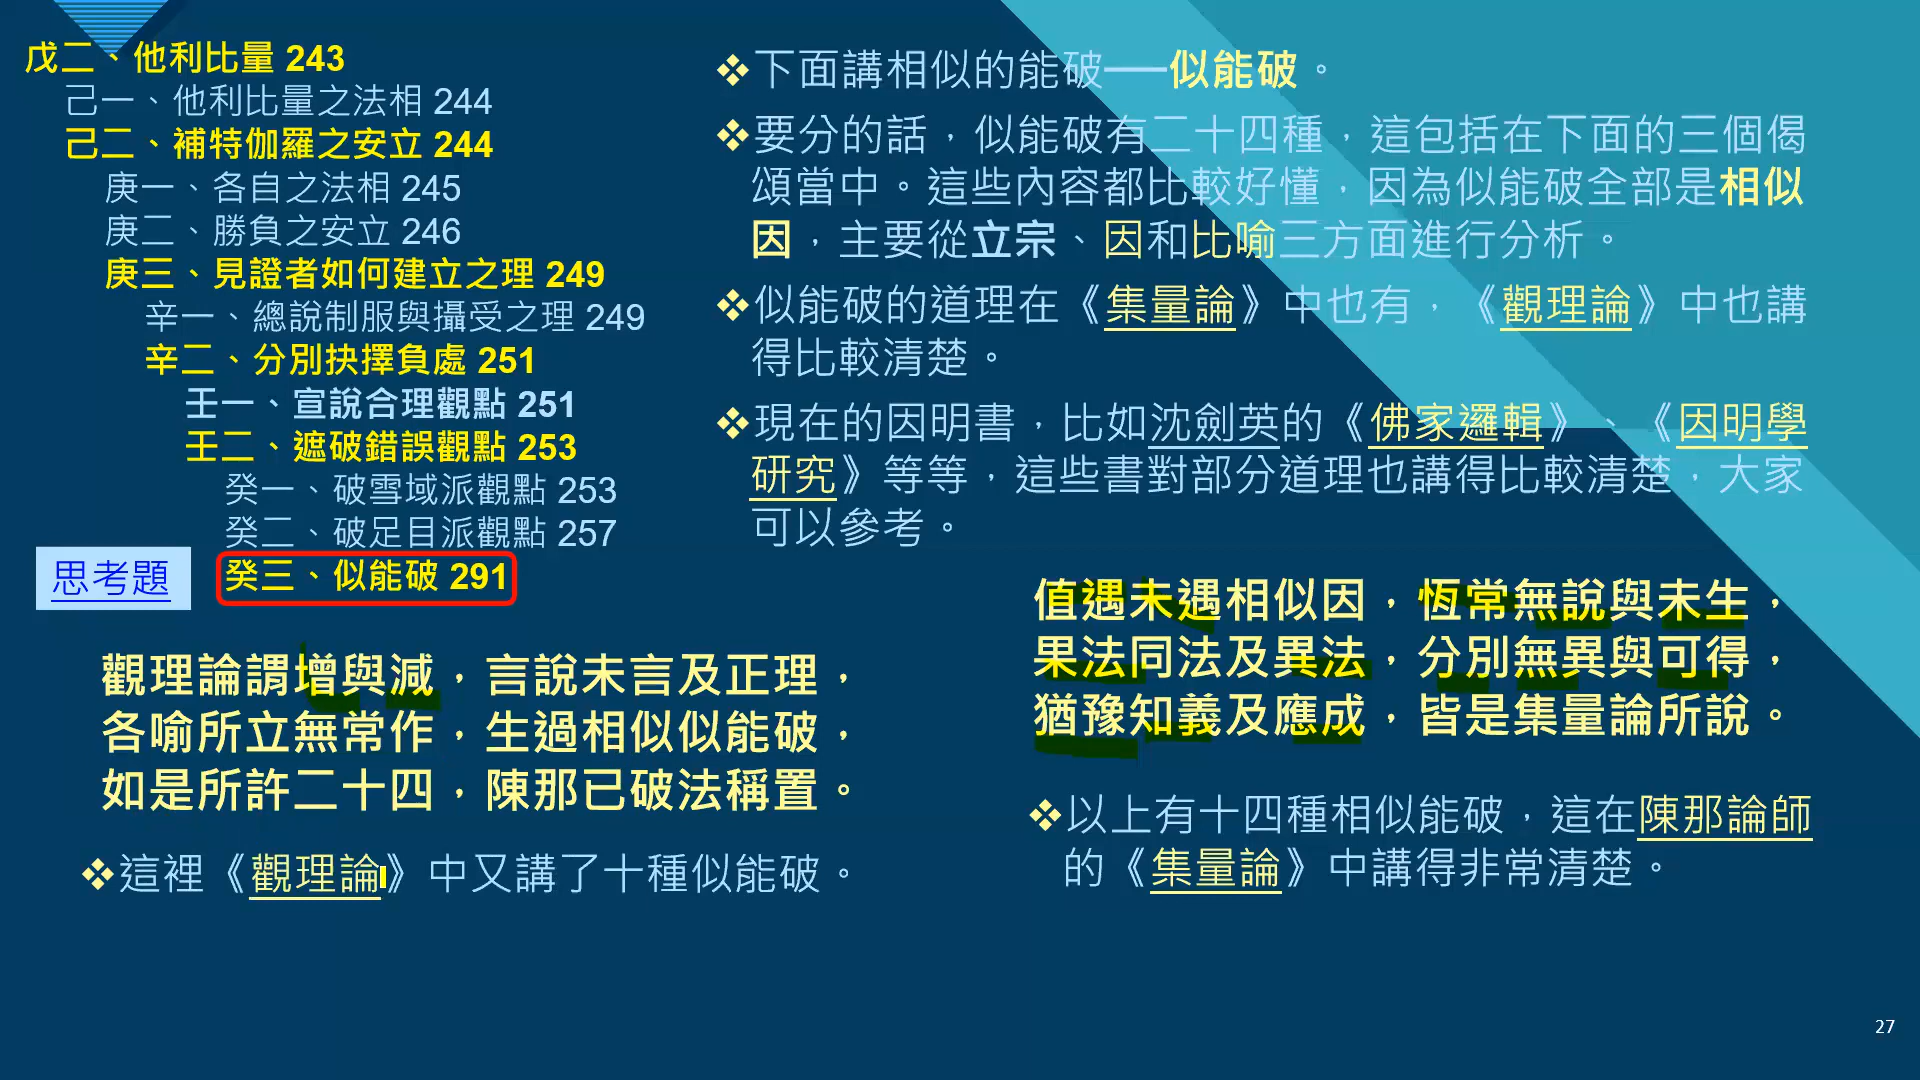 戊二、他利比量 243
己一、他利比量之法相 244
己二、補特伽羅之安立 244
庚一、各自之法相 245
庚二、勝負之安立 246
庚三、見證者如何建立之理 249
辛一、總說制服與攝受之理 249
辛二、分別抉擇負處 251
壬一、宣說合理觀點 251
壬二、遮破錯誤觀點 253
癸一、破雪域派觀點 253
癸二、破足目派觀點 257
思考題
癸三、似能破 291
❖下面講相似的能破──似能破。
❖要分的話，似能破有二十四種，這包括在下面的三個偈
頌當中。這些內容都比較好懂，因為似能破全部是相似
因，主要從立宗、因和比喻三方面進行分析。
❖似能破的道理在《集量論》中也有，《觀理論》中也講
得比較清楚。
❖現在的因明書，比如沈劍英的《佛家邏輯》、《因明學
研究》等等，這些書對部分道理也講得比較清楚，大家
可以參考。
值遇未遇相似因，恆常無說與未生，
果法同法及異法，分別無異與可得，
猶豫知義及應成，皆是集量論所說。
❖以上有十四種相似能破，這在陳那論師
的《集量論》中講得非常清楚。
觀理論謂增與減，言說未言及正理，
各喻所立無常作，生過相似似能破，
如是所許二十四，陳那已破法稱置。
❖這裡《觀理論》中又講了十種似能破。
27